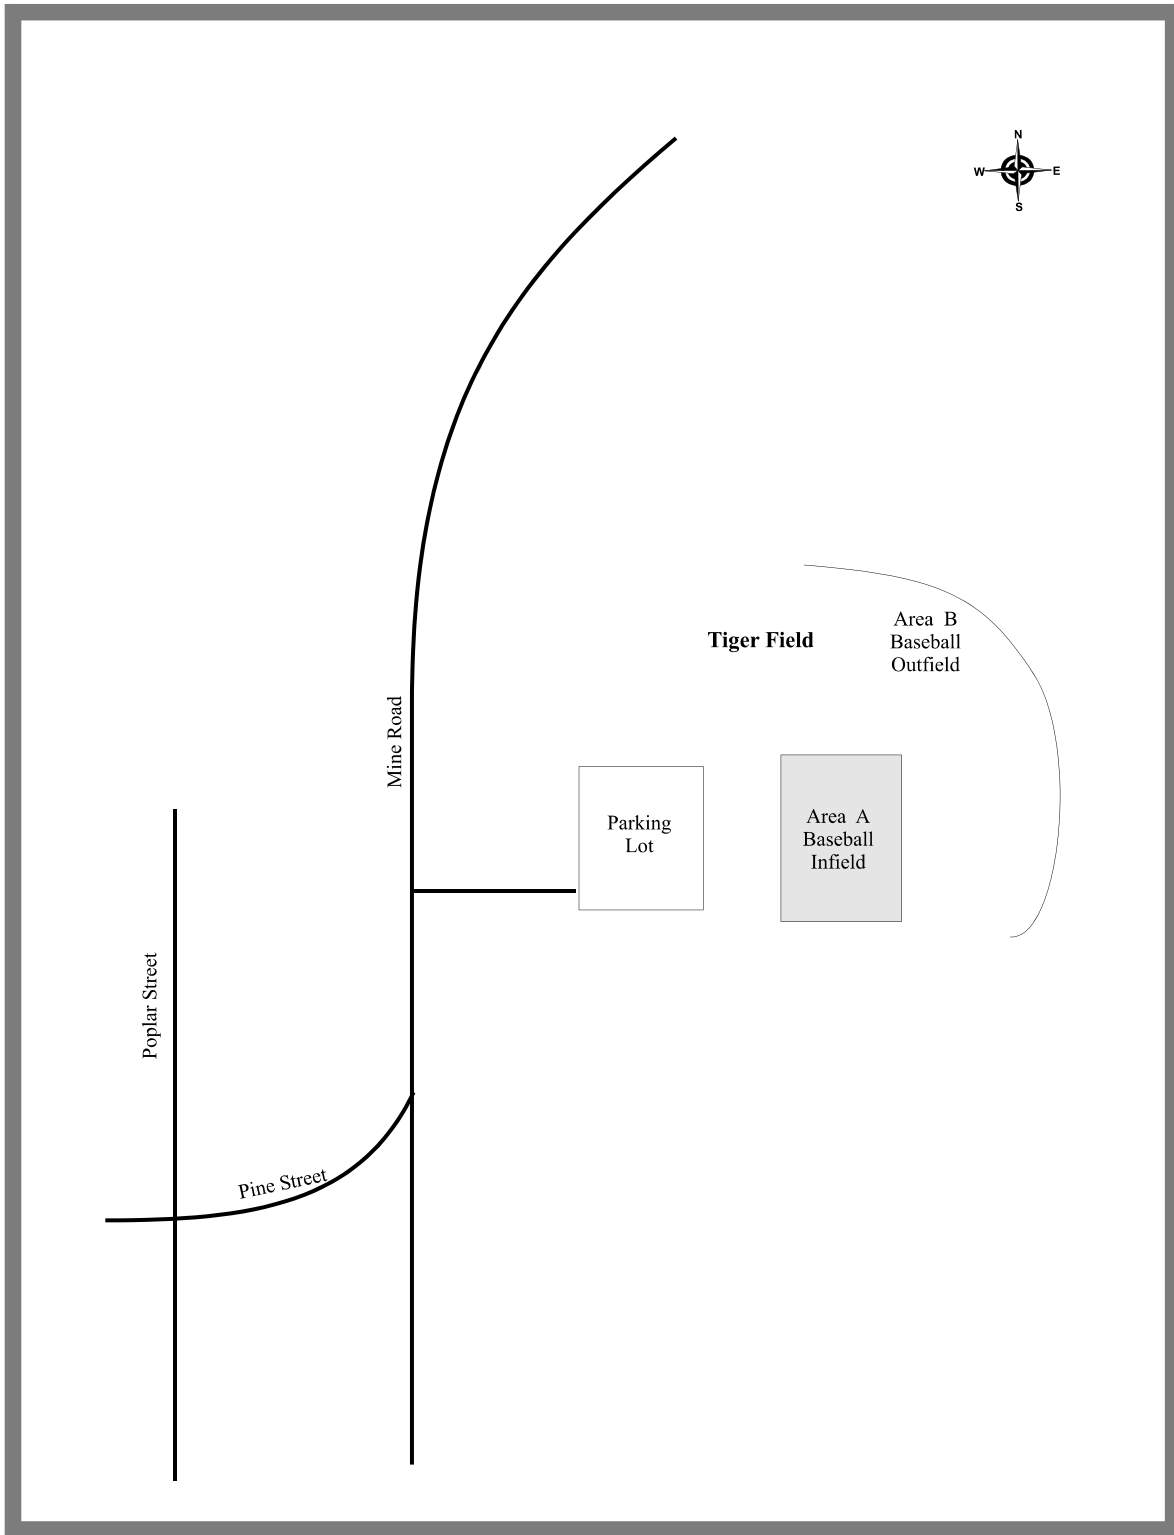 N
W
E
S
Area B
Baseball
Outfield
Tiger Field
Mine Road
Parking
Lot
Area A
Baseball
Infield
Poplar Street
Pine Street